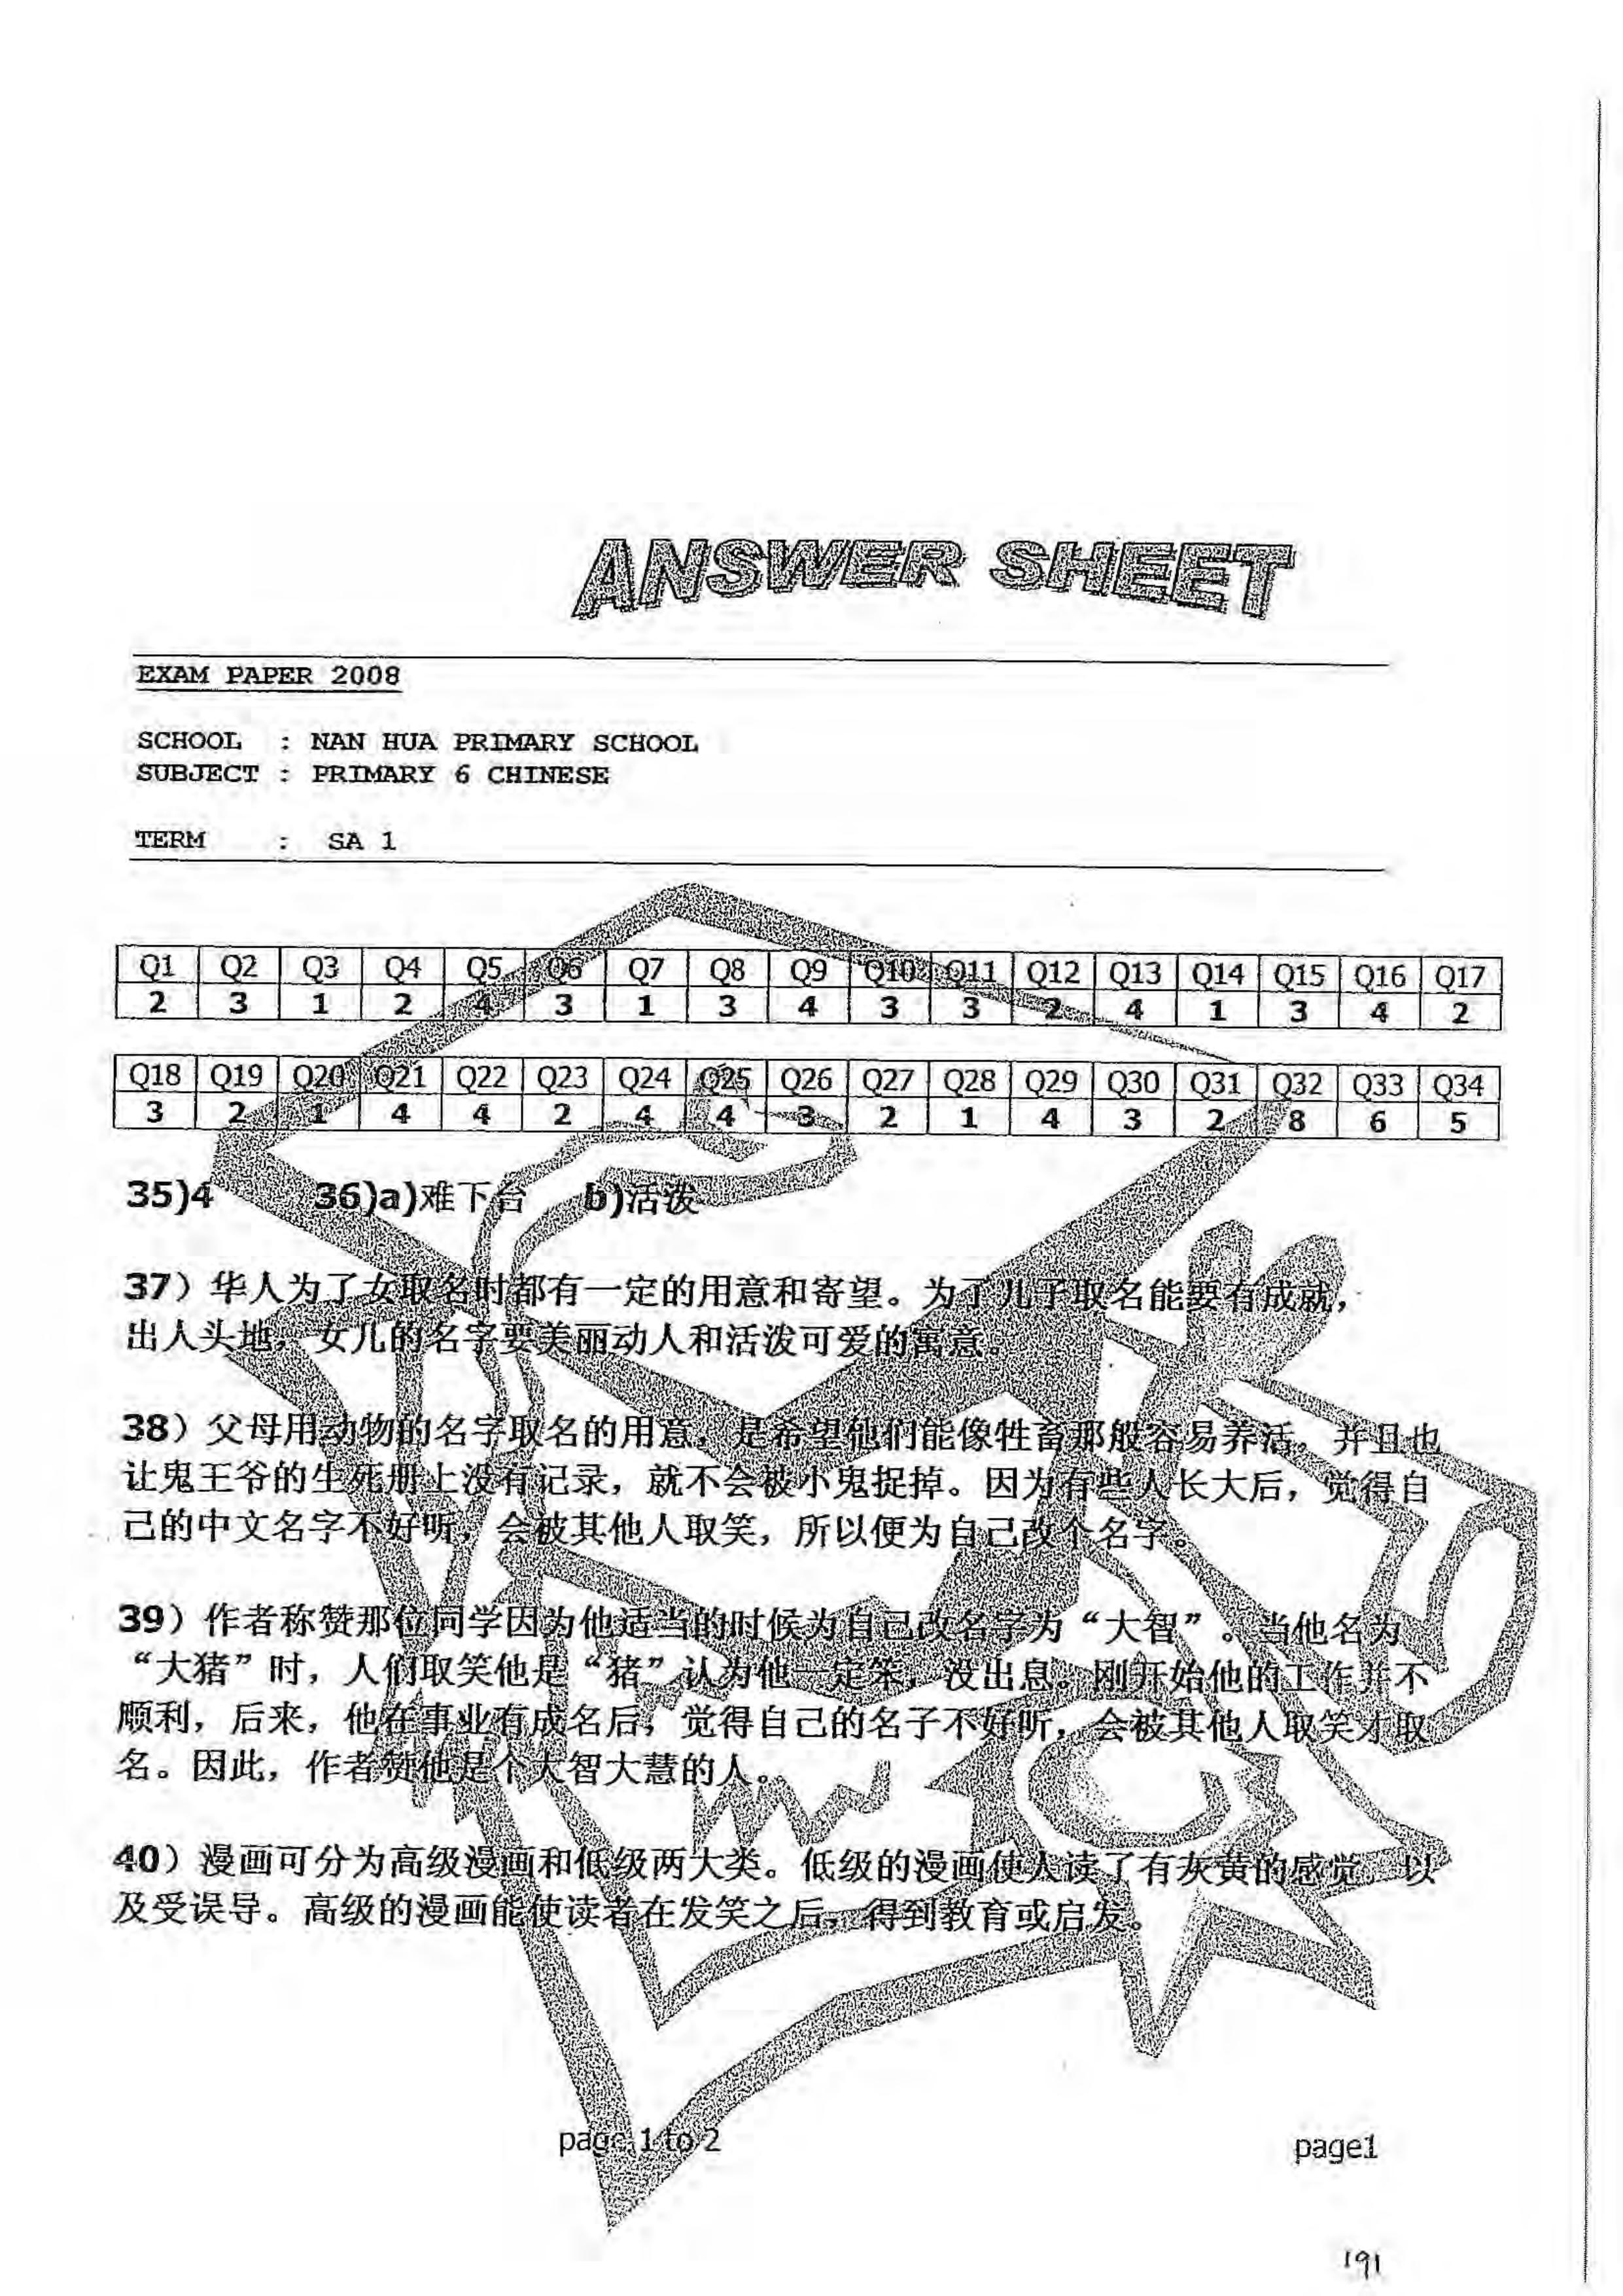 ANSWER SHEET
EXAM PAPER 2008
SCHOOL : NAN HUA PRIMARY SCHOOL
SUBJECT : PRIMARY 6 CHINESE
TERM : SA 1
Q1 Q2 Q3 Q4 Q5 Q6 Q7 Q8 Q9 Q10 Q11 Q12 Q13 Q14 Q15 Q16 Q17
2 3 1 2 4 3 1 3 4 3 3 2 4 1 3 4 2
Q18 Q19 Q20 Q21 Q22 Q23 Q24 Q25 Q26 Q27 Q28 Q29 Q30 Q31 Q32 Q33 Q34
3 2 1 4 4 2 4 4 3 2 1 4 3 2 8 6 5
35)4 36)a)难下台 b)活泼
37）华人为了女取名时都有一定的用意和寄望。为了儿子取名能要有成就，
出人头地，女儿的名字要美丽动人和活泼可爱的寓意。
38）父母用动物的名字取名的用意，是希望他们能像牲畜那般容易养活。并且也
让鬼王爷的生死册上没有记录，就不会被小鬼捉掉。因为有些人长大后，觉得自
己的中文名字不好听，会被其他人取笑，所以便为自己改个名字。
39）作者称赞那位同学因为他适当的时候为自己改名字为“大智”。当他名为
“大猪”时，人们取笑他是“猪”认为他一定笨，没出息。刚开始他的工作并不
顺利，后来，他在事业有成名后，觉得自己的名子不好听，会被其他人取笑才取
名。因此，作者赞他是个大智大慧的人。
40）漫画可分为高级漫画和低级两大类。低级的漫画使人读了有灰黄的感觉，以
及受误导。高级的漫画能使读者在发笑之后，得到教育或启发。
page 1 to 2 page1
191